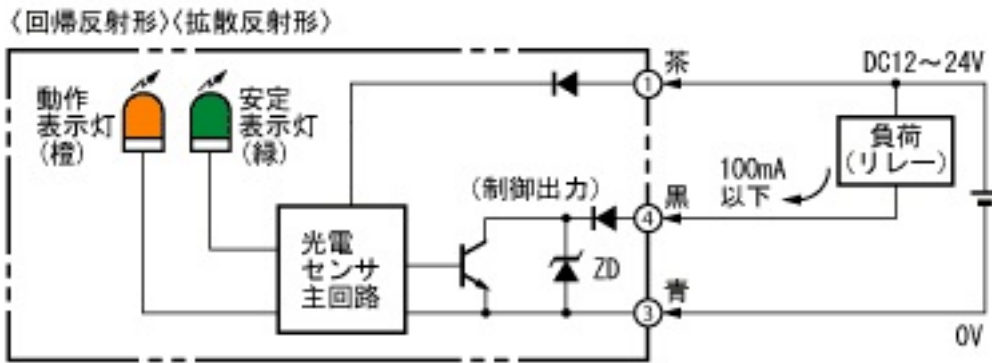 〈回帰反射形〉〈拡散反射形〉
動作
表示灯
(橙)
安定
表示灯
(緑)
光電
センサ
主回路
(制御出力)
ZD
①
茶
④
黒
③
青
DC12～24V
負荷
(リレー)
100mA
以下
0V